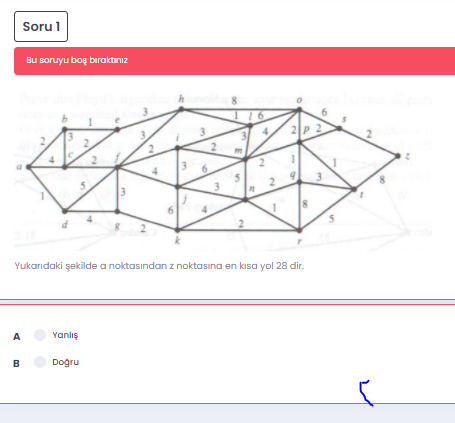 Soru 1
Bu soruyu boş bıraktınız
h 8 o
3 1 l 6 6
b 1 e 3 3 4 2 p 2 s 2
2 3 2 i 2 m 3 z
a 4 c 2 f 2 2 1 1
4 3 6 5 q 3 8
1 5 3 j 3 n t
d 4 g 6 4 1 8 5
2 k 2 r
Yukarıdaki şekilde a noktasından z noktasına en kısa yol 28 dir.
A Yanlış
B Doğru